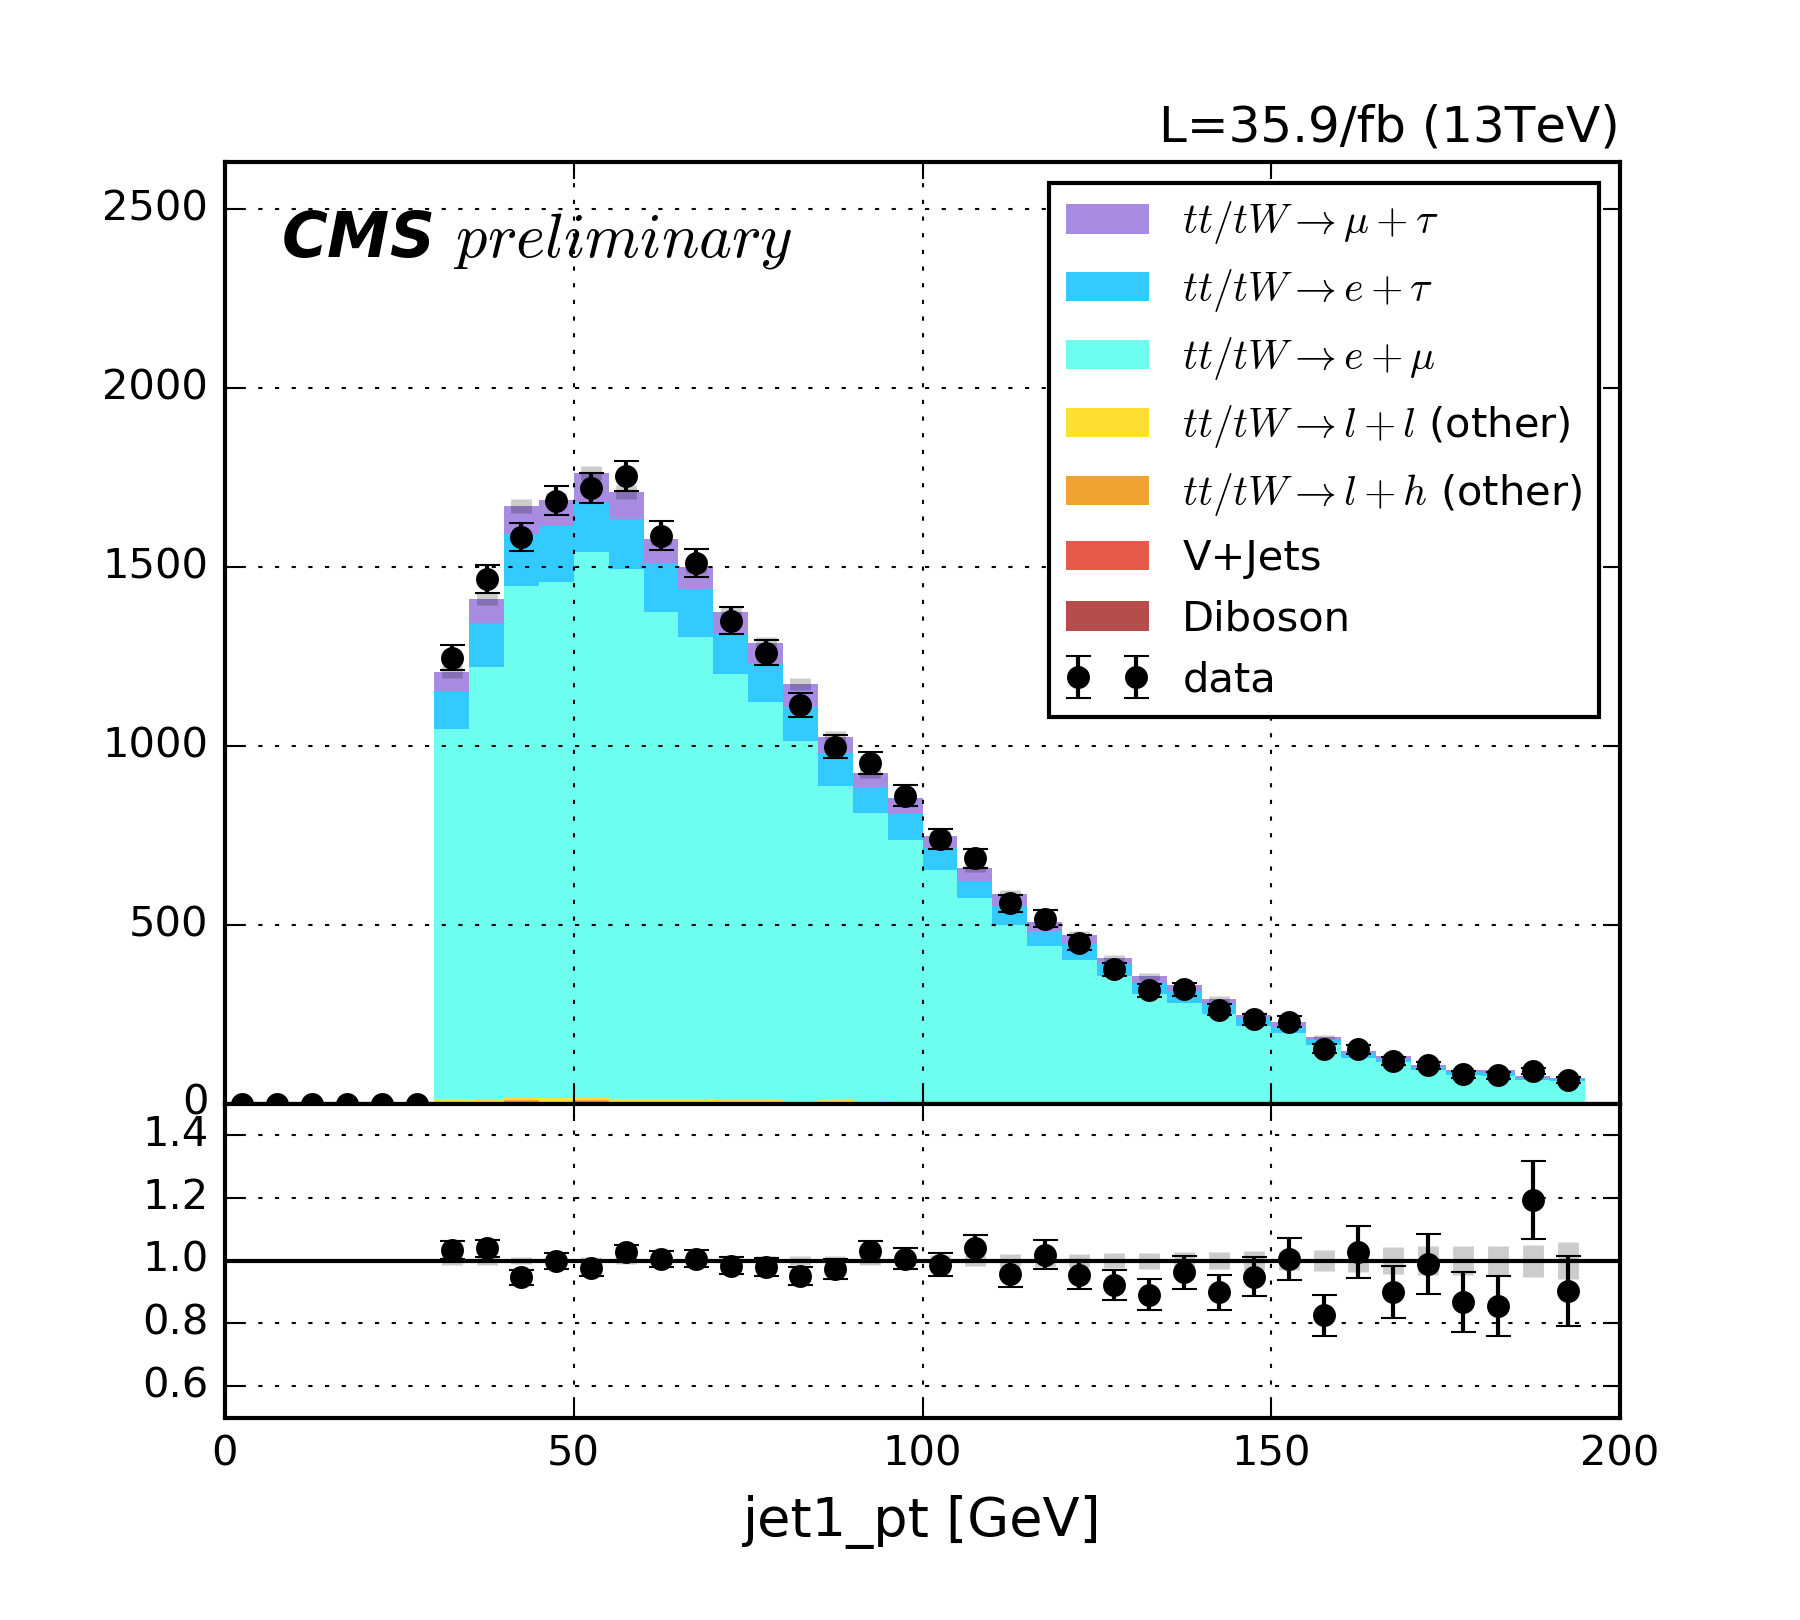 L=35.9/fb (13TeV)
CMS preliminary
2500
2000
1500
1000
500
0
tt/tW→μ+τ
tt/tW→e+τ
tt/tW→e+μ
tt/tW→l+l (other)
tt/tW→l+h (other)
V+Jets
Diboson
data
1.4
1.2
1.0
0.8
0.6
0 50 100 150 200
jet1_pt [GeV]